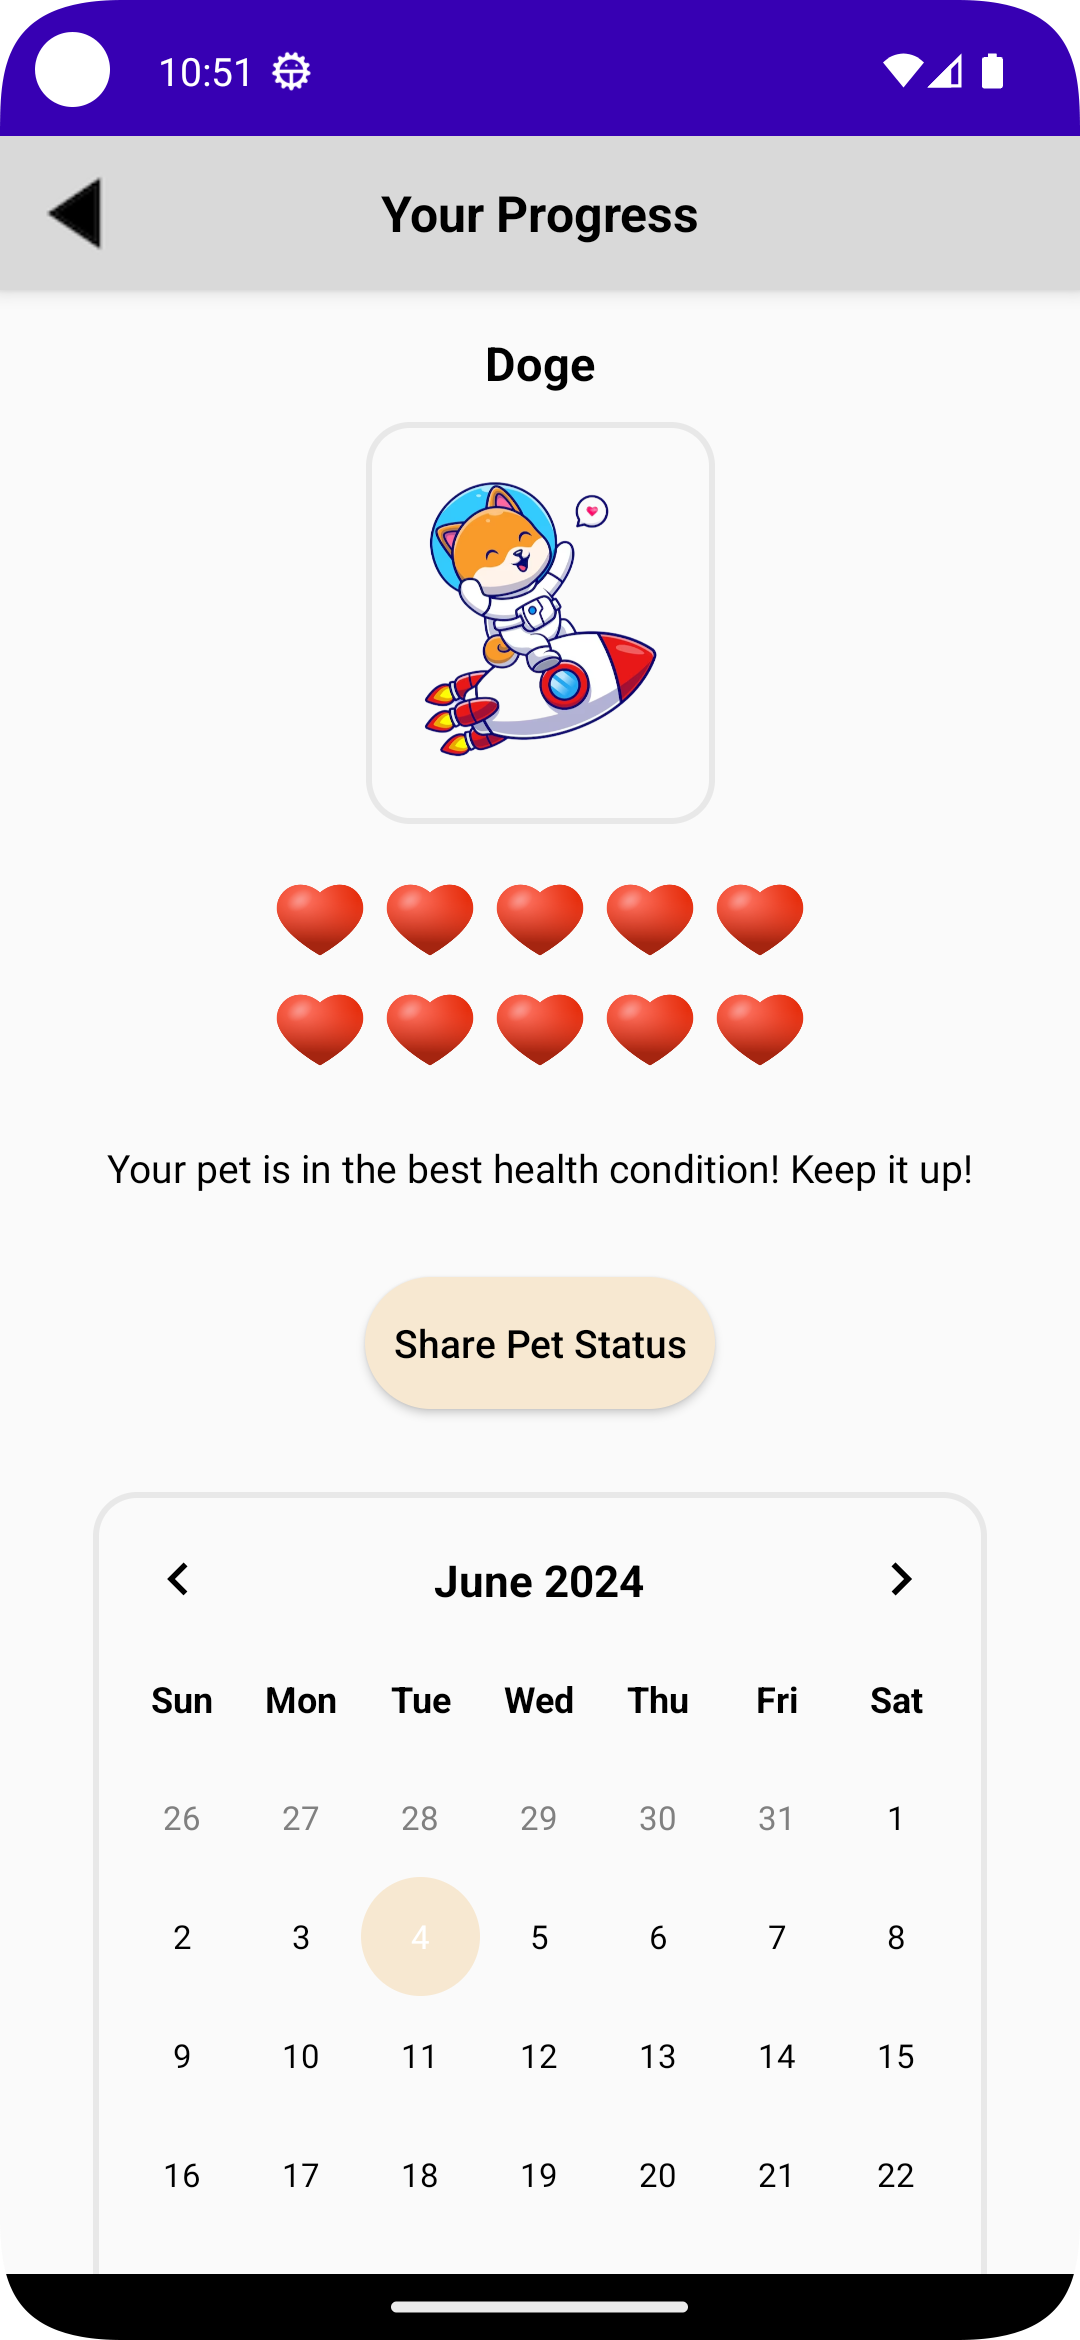 10:51
Your Progress
Doge
Your pet is in the best health condition! Keep it up!
Share Pet Status
June 2024
Sun Mon Tue Wed Thu Fri Sat
26 27 28 29 30 31 1
2 3 4 5 6 7 8
9 10 11 12 13 14 15
16 17 18 19 20 21 22